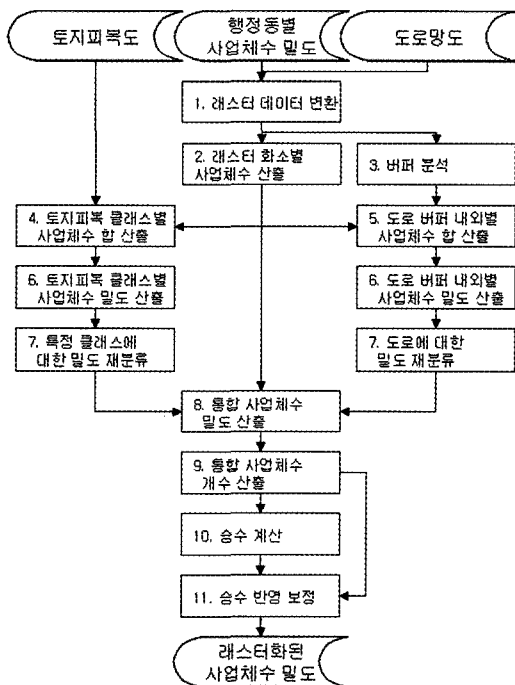 토지피복도
행정동별
사업체수 밀도
도로망도
1. 래스터 데이터 변환
2. 래스터 화소별
사업체수 산출
3. 버퍼 분석
4. 토지피복 클래스별
사업체수 합 산출
5. 도로 버퍼 내외별
사업체수 합 산출
6. 토지피복 클래스별
사업체수 밀도 산출
6. 도로 버퍼 내외별
사업체수 밀도 산출
7. 특정 클래스에
대한 밀도 재분류
7. 도로에 대한
밀도 재분류
8. 통합 사업체수
밀도 산출
9. 통합 사업체수
개수 산출
10. 승수 계산
11. 승수 반영 보정
래스터화된
사업체수 밀도